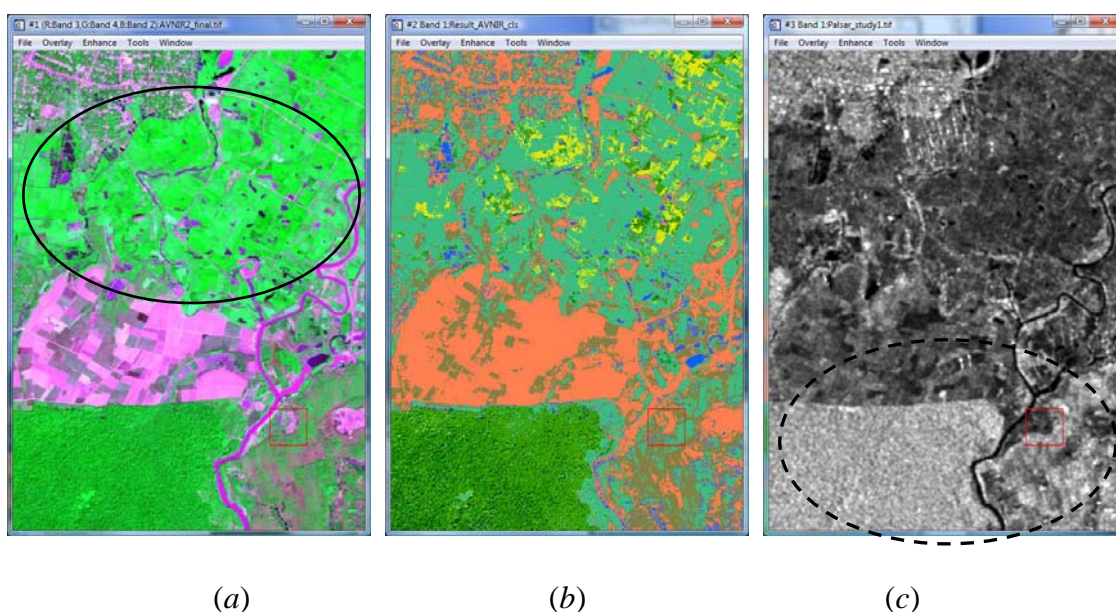 #1 (R:Band 3,G:Band 4,B:Band 2):AVNIR2_final.tif
File Overlay Enhance Tools Window
#2 Band 1:Result_AVNIR_cls
File Overlay Enhance Tools Window
#3 Band 1:Palsar_study1.tif
File Overlay Enhance Tools Window
(a)
(b)
(c)